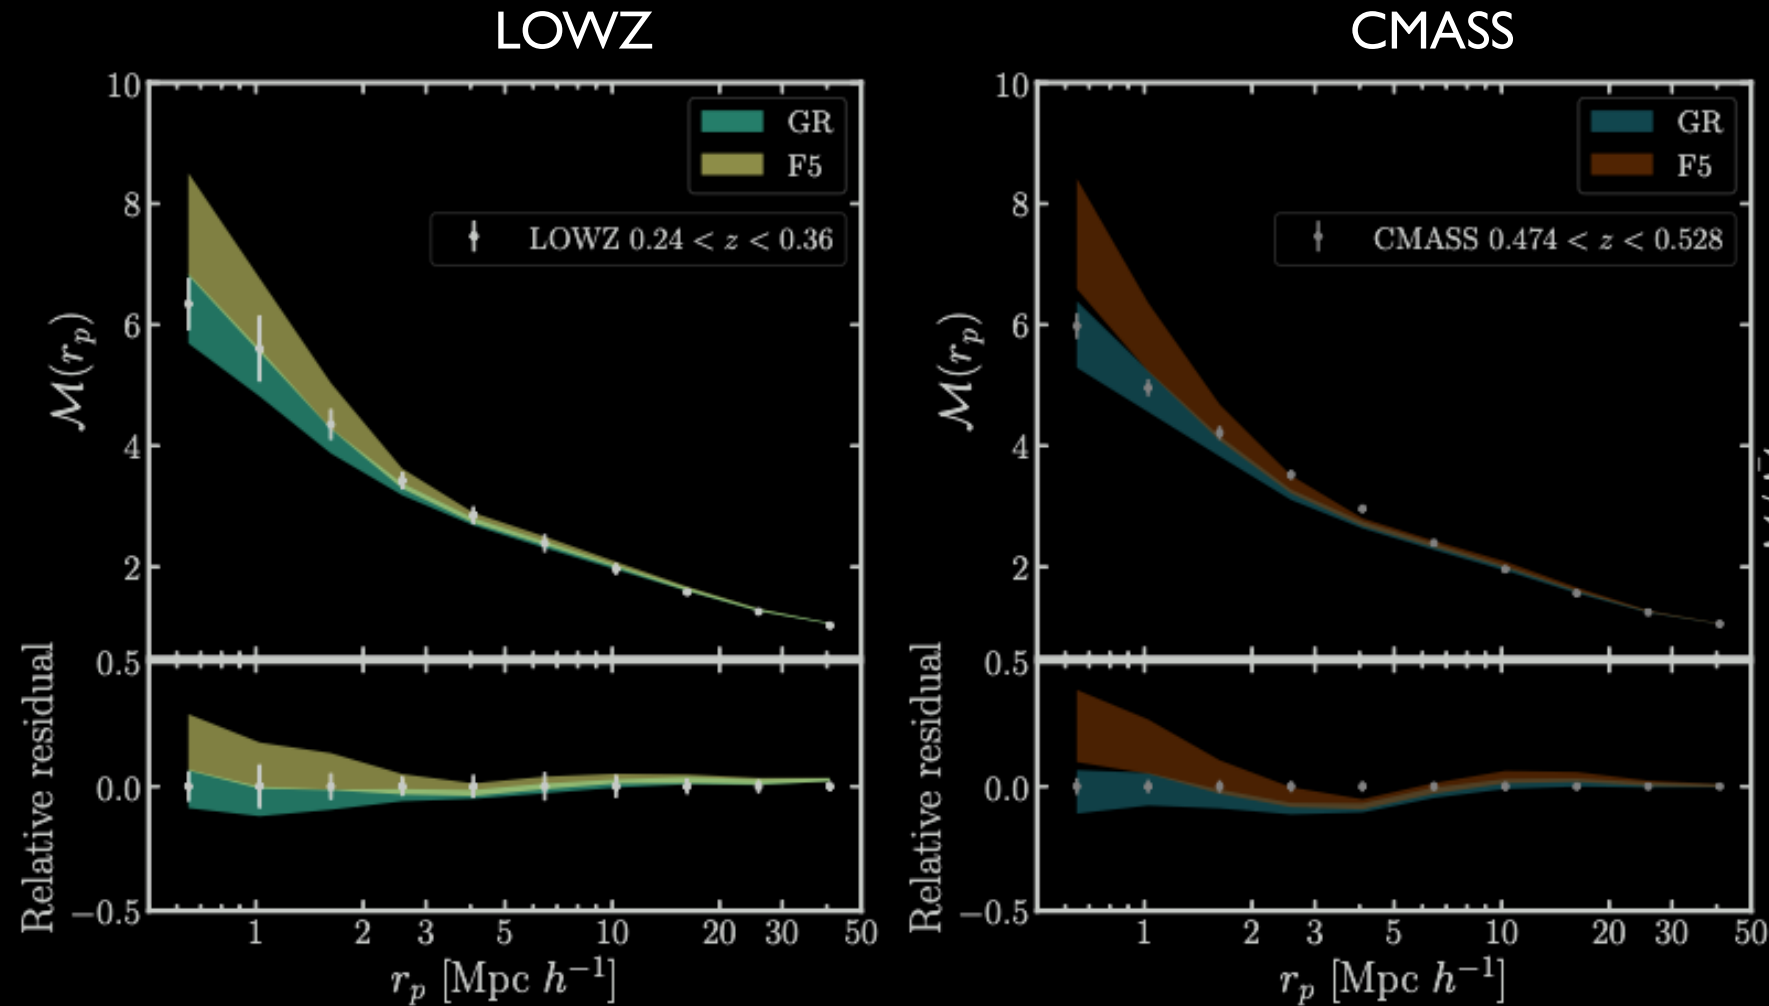 LOWZ
10
8
6
4
2
0.5
0.0
−0.5
M(r_p)
Relative residual
GR
F5
LOWZ 0.24 < z < 0.36
1 2 3 5 10 20 30 50
r_p [Mpc h⁻¹]
CMASS
10
8
6
4
2
0.5
0.0
−0.5
M(r_p)
Relative residual
GR
F5
CMASS 0.474 < z < 0.528
1 2 3 5 10 20 30 50
r_p [Mpc h⁻¹]